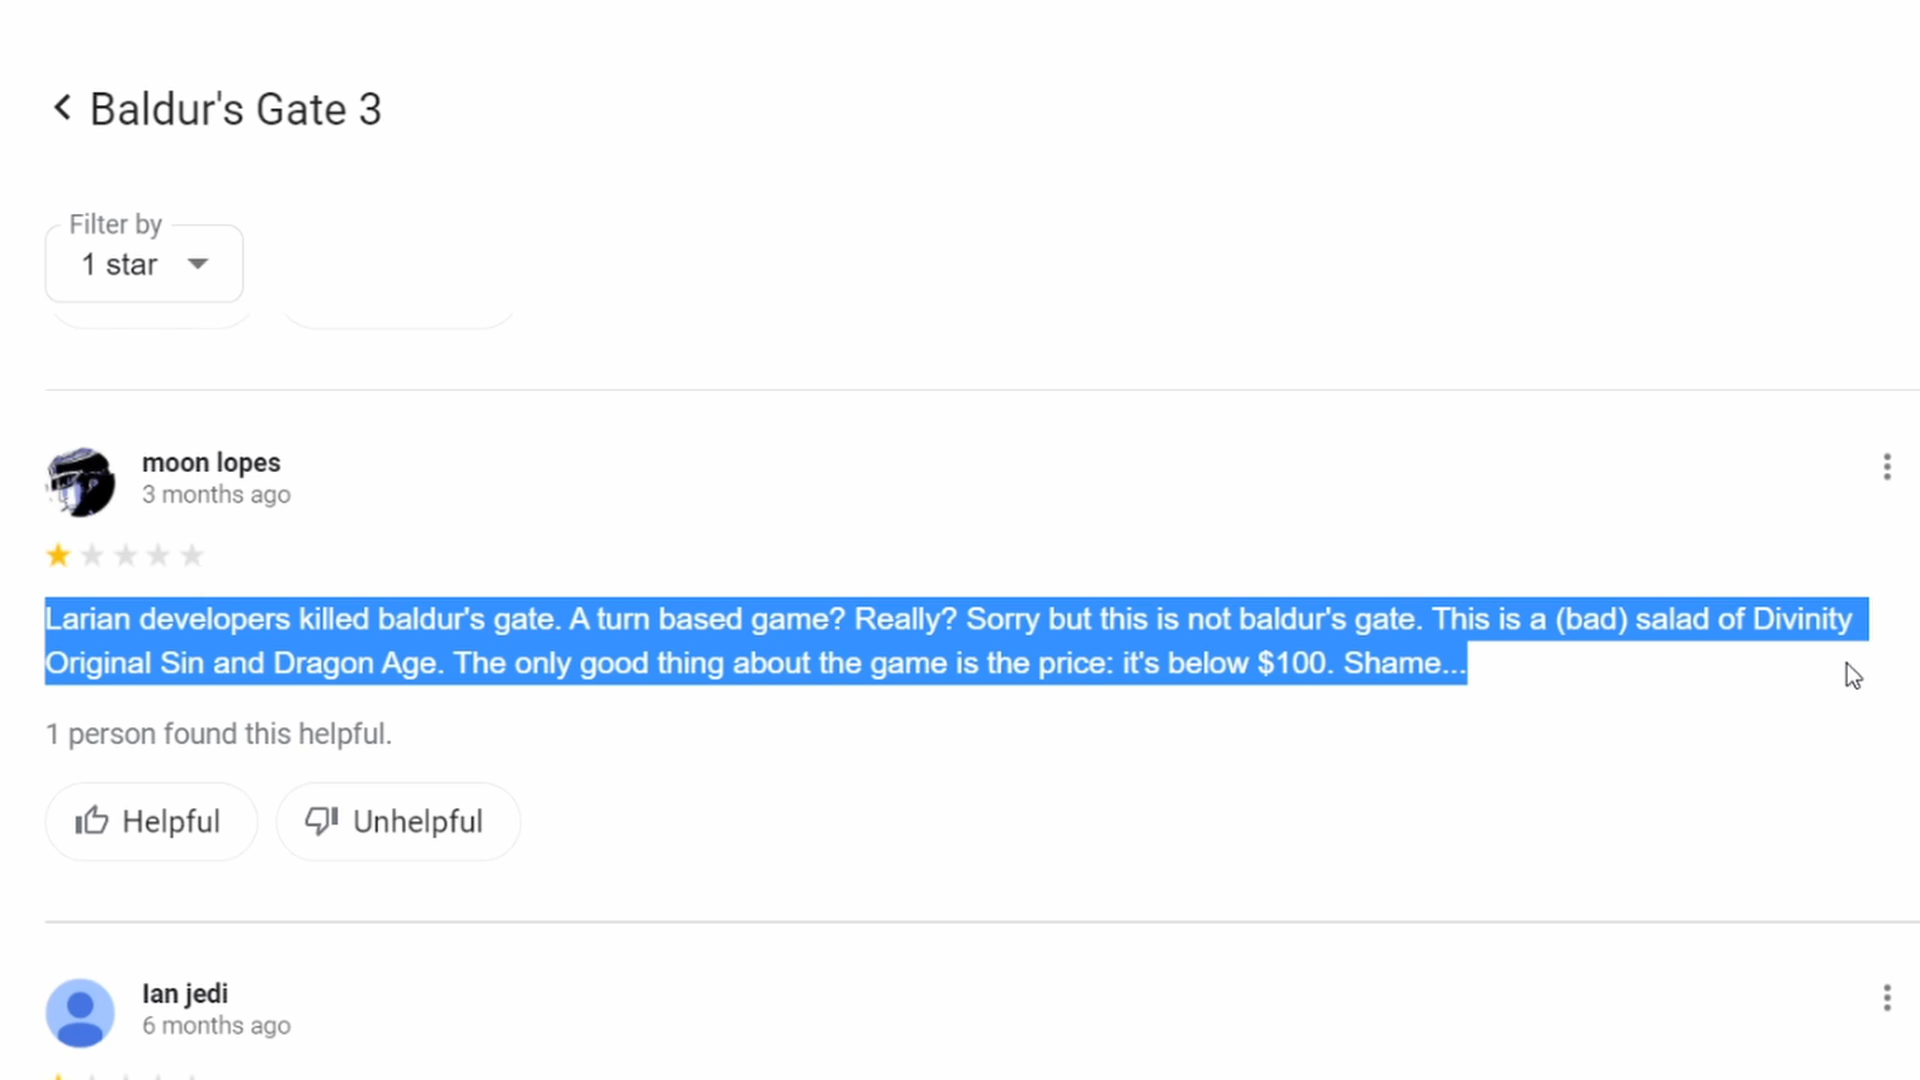 Baldur's Gate 3
Filter by
1 star
moon lopes
3 months ago
Larian developers killed baldur's gate. A turn based game? Really? Sorry but this is not baldur's gate. This is a (bad) salad of Divinity
Original Sin and Dragon Age. The only good thing about the game is the price: it's below $100. Shame...
1 person found this helpful.
Helpful
Unhelpful
Ian jedi
6 months ago